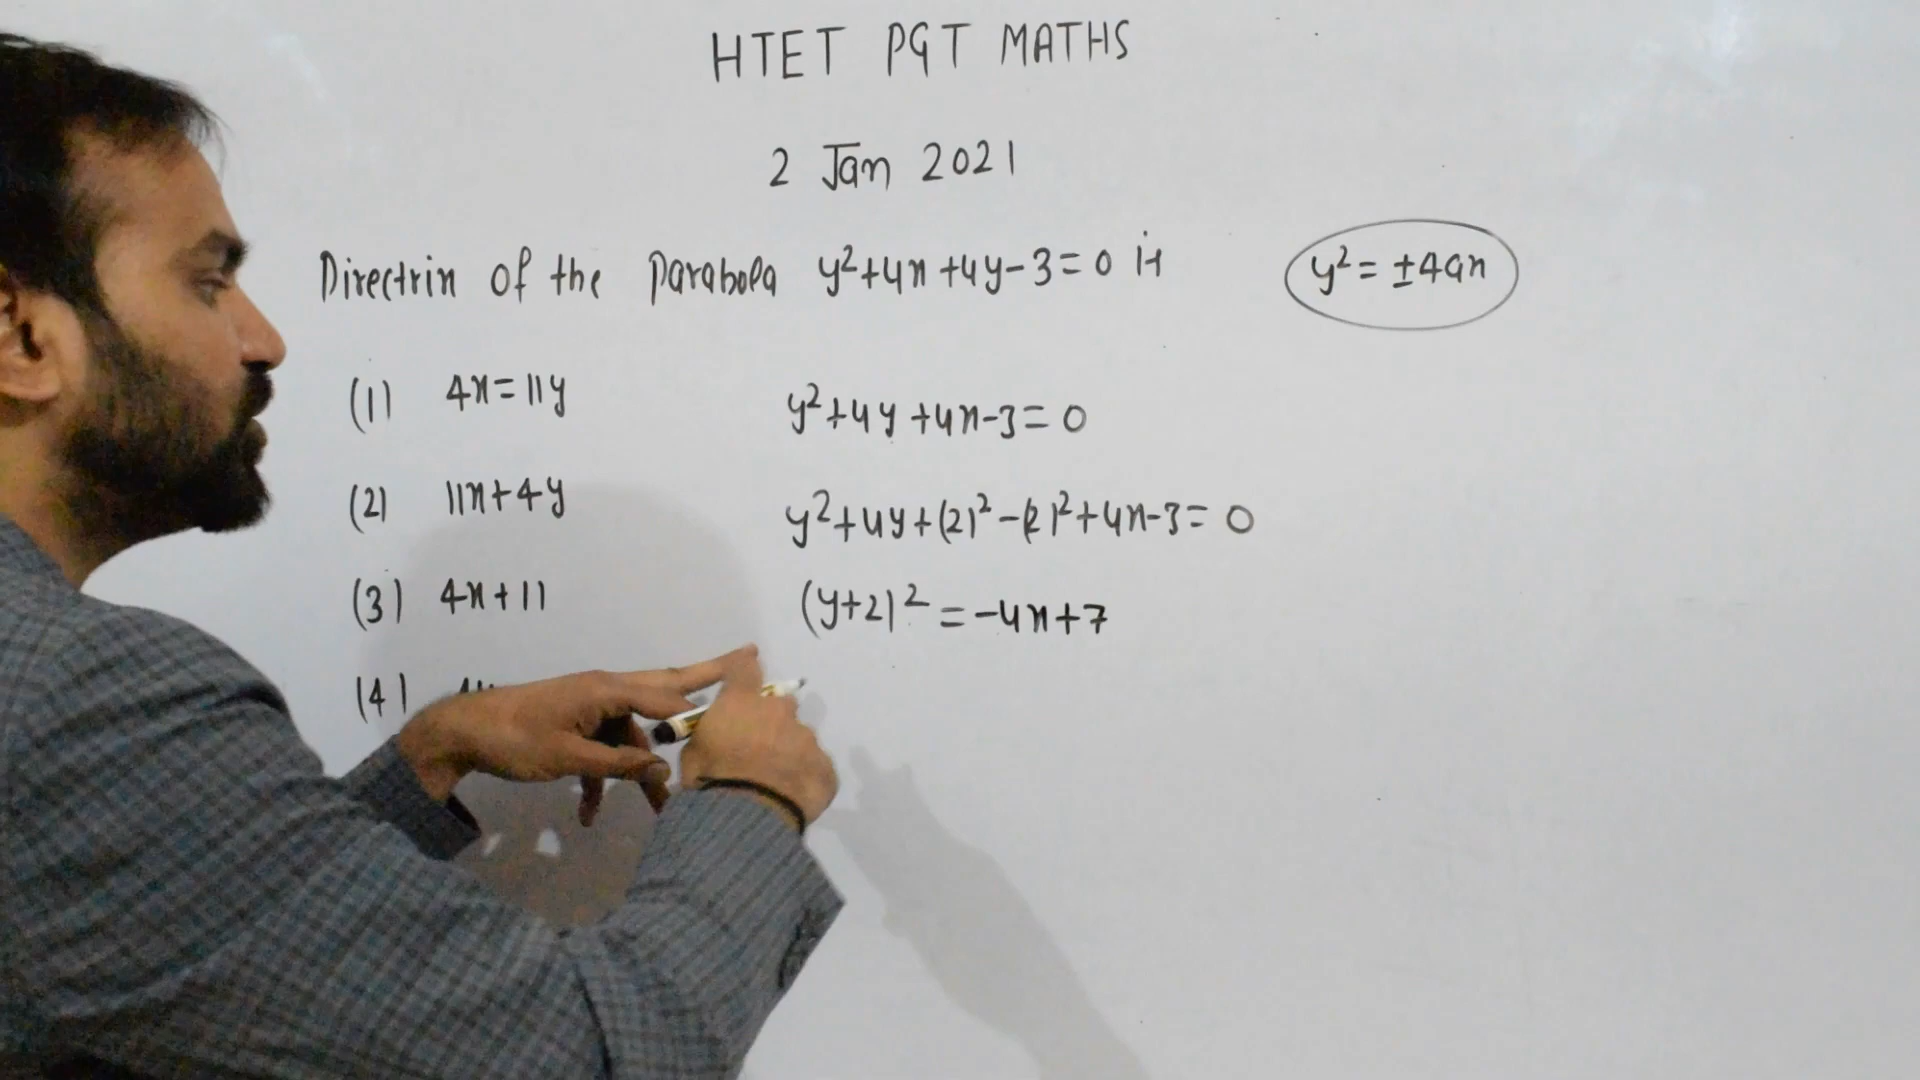 HTET PGT MATHS
2 Jan 2021
Directrix of the Parabola y²+4x+4y-3=0 is
y²=±4ax
(1) 4x=11y
(2) 11x+4y
(3) 4x+11
(4)
y²+4y+4x-3=0
y²+4y+(2)²-(2)²+4x-3=0
(y+2)²=-4x+7